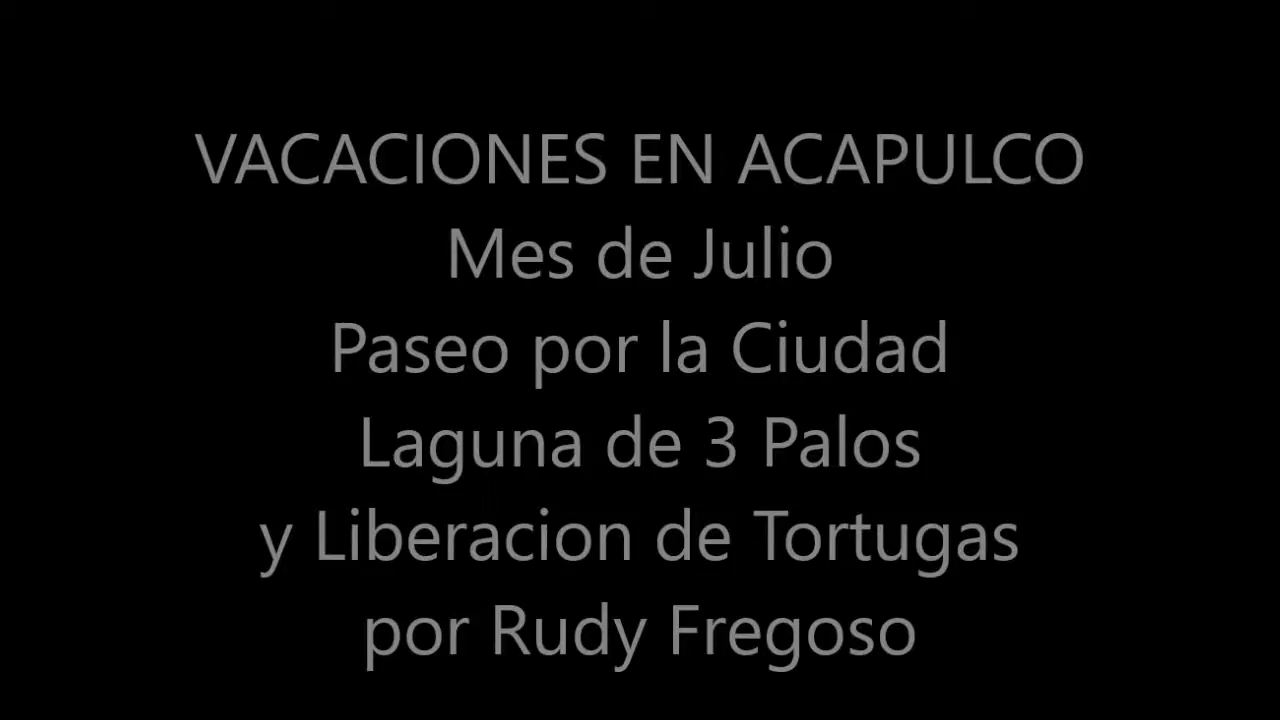 VACACIONES EN ACAPULCO
Mes de Julio
Paseo por la Ciudad
Laguna de 3 Palos
y Liberacion de Tortugas
por Rudy Fregoso